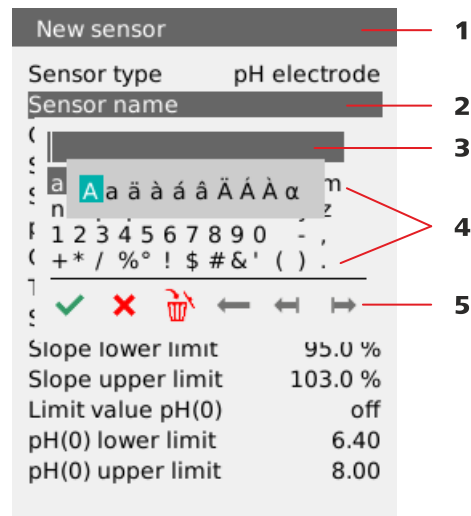 New sensor
1
Sensor type pH electrode
Sensor name
2
3
a
A a ä à á â Ä Á À α
m
n
z
4
1 2 3 4 5 6 7 8 9 0 - ,
+ * / % ° ! $ # & ' ( ) .
5
Slope lower limit 95.0 %
Slope upper limit 103.0 %
Limit value pH(0) off
pH(0) lower limit 6.40
pH(0) upper limit 8.00